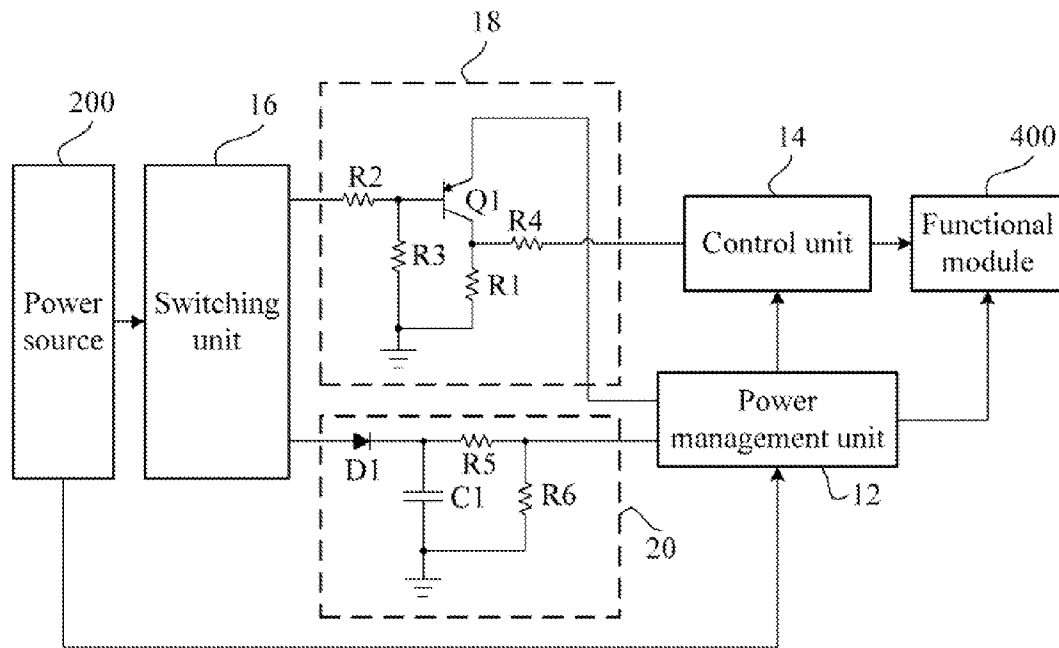 18
200
16
14
400
R2
Q1
R4
R3
R1
Control unit
Functional
module
Power
source
Switching
unit
Power
management unit
D1
R5
C1
R6
12
20